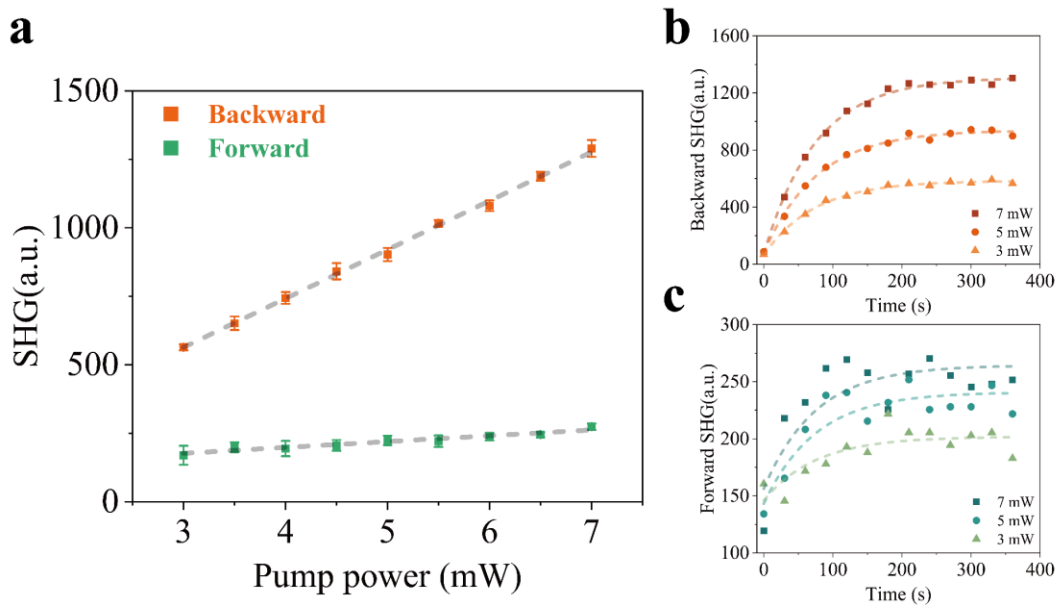 a
1500
1000
500
0
SHG(a.u.)
Backward
Forward
3 4 5 6 7
Pump power (mW)
b
1600
1200
800
400
0
Backward SHG(a.u.)
7 mW
5 mW
3 mW
0 100 200 300 400
Time (s)
c
300
250
200
150
100
Forward SHG(a.u.)
7 mW
5 mW
3 mW
0 100 200 300 400
Time (s)